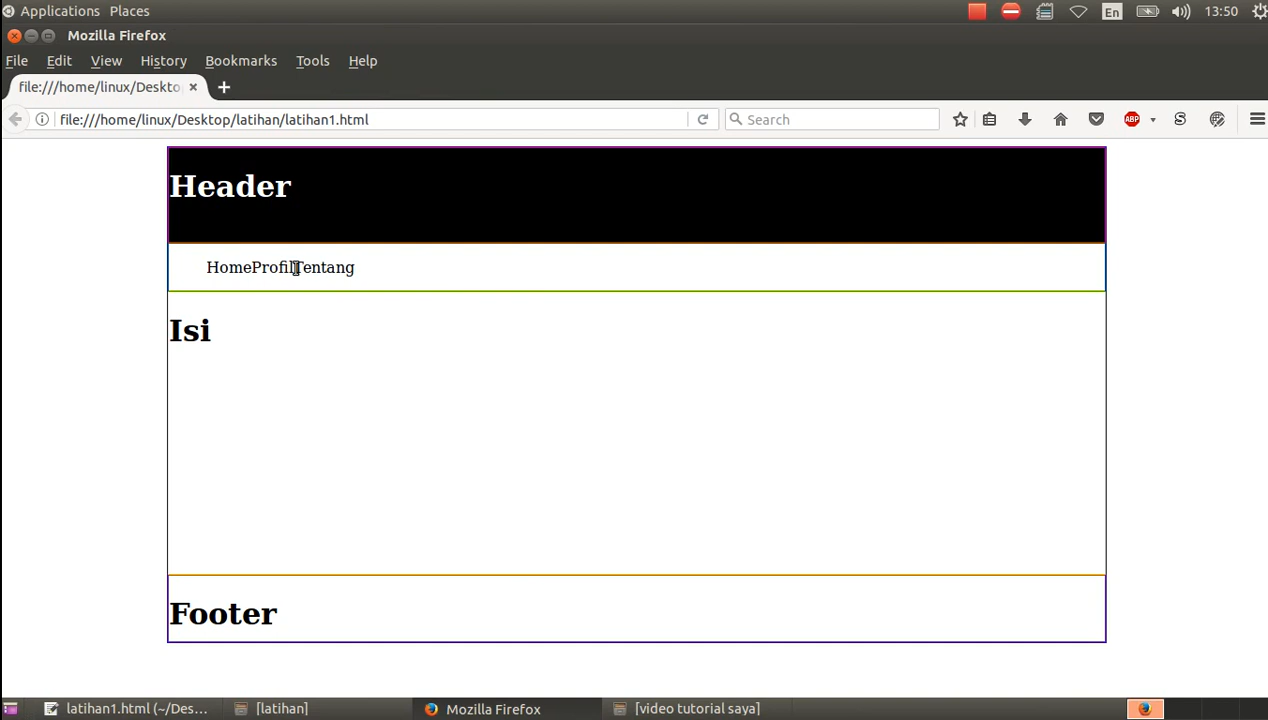 Applications Places En 13:50
Mozilla Firefox
File Edit View History Bookmarks Tools Help
file:///home/linux/Deskto
file:///home/linux/Desktop/latihan/latihan1.html Search ABP S
Header
HomeProfilTentang
Isi
Footer
latihan1.html (~/Des... [latihan] Mozilla Firefox [video tutorial saya]